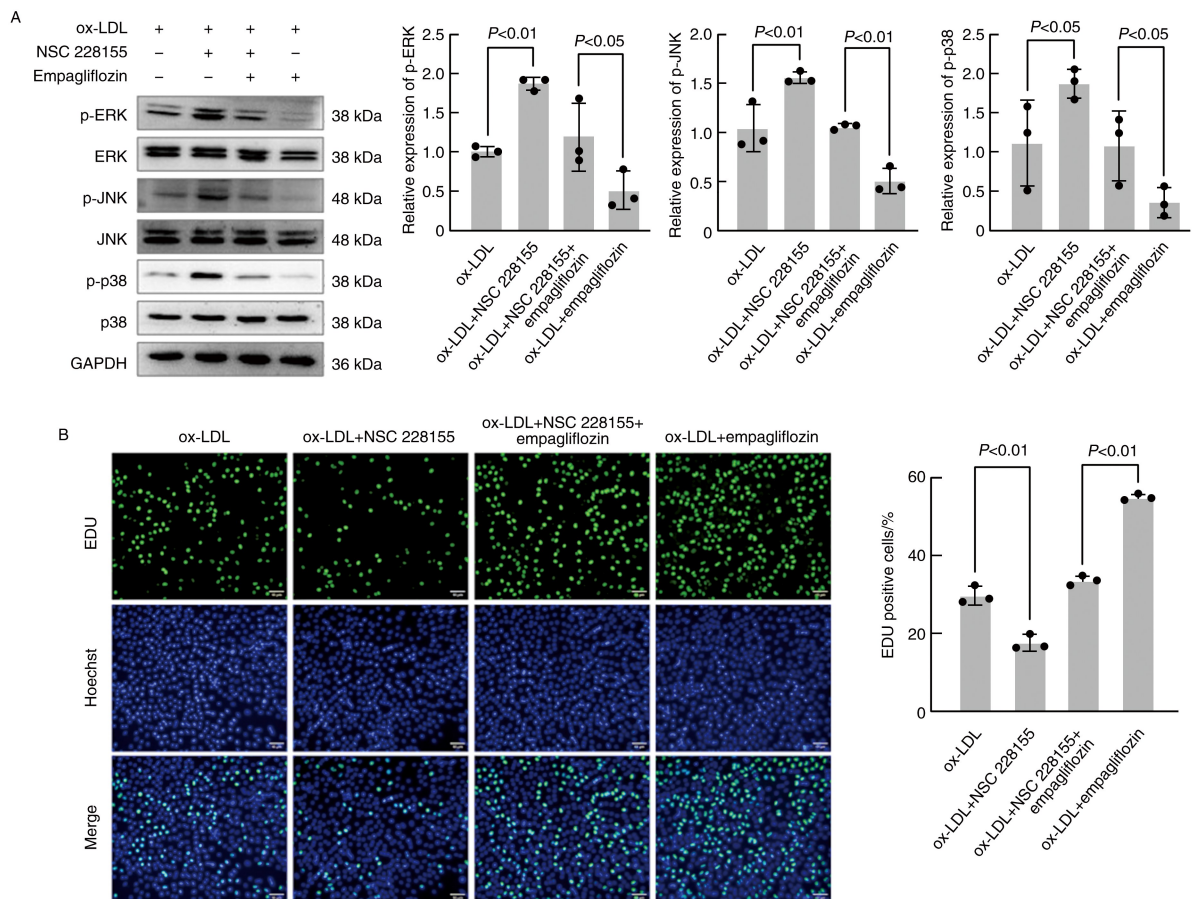 A
ox-LDL + + + +
NSC 228155 – + + –
Empagliflozin – – + +
p-ERK 38 kDa
ERK 38 kDa
p-JNK 48 kDa
JNK 48 kDa
p-p38 38 kDa
p38 38 kDa
GAPDH 36 kDa
Relative expression of p-ERK
2.5
2.0
1.5
1.0
0.5
0
P<0.01
P<0.05
ox-LDL
ox-LDL+NSC 228155
ox-LDL+NSC 228155+
empagliflozin
ox-LDL+empagliflozin
Relative expression of p-JNK
2.0
1.5
1.0
0.5
0
P<0.01
P<0.01
ox-LDL
ox-LDL+NSC 228155
ox-LDL+NSC 228155+
empagliflozin
ox-LDL+empagliflozin
Relative expression of p-p38
2.5
2.0
1.5
1.0
0.5
0
P<0.05
P<0.05
ox-LDL
ox-LDL+NSC 228155
ox-LDL+NSC 228155+
empagliflozin
ox-LDL+empagliflozin
B
ox-LDL
ox-LDL+NSC 228155
ox-LDL+NSC 228155+
empagliflozin
ox-LDL+empagliflozin
EDU
Hoechst
Merge
EDU positive cells/%
60
40
20
0
P<0.01
P<0.01
ox-LDL
ox-LDL+NSC 228155
ox-LDL+NSC 228155+
empagliflozin
ox-LDL+empagliflozin